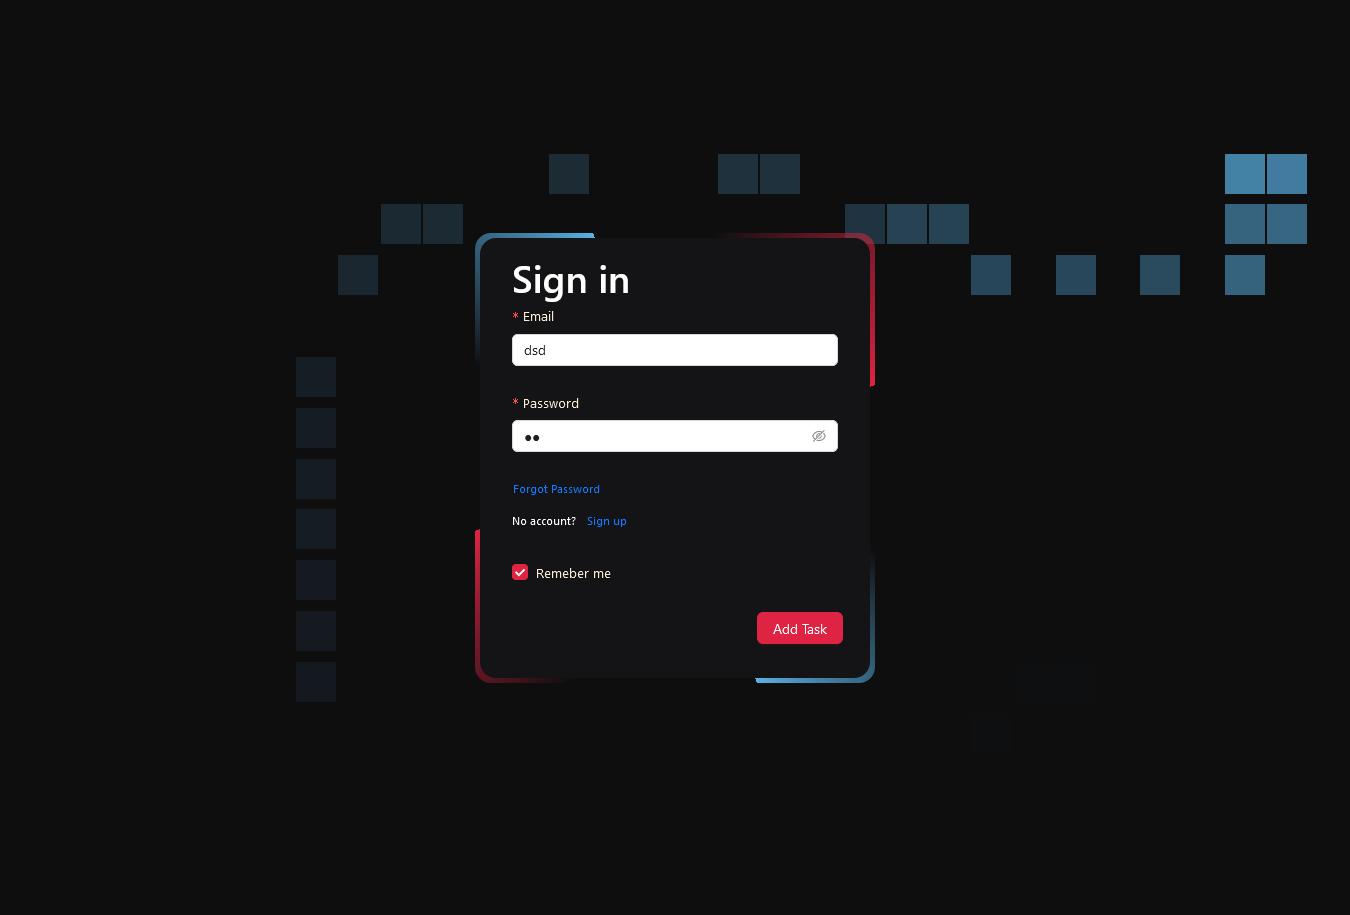 Sign in
* Email
dsd
* Password
••
Forgot Password
No account? Sign up
Remeber me
Add Task